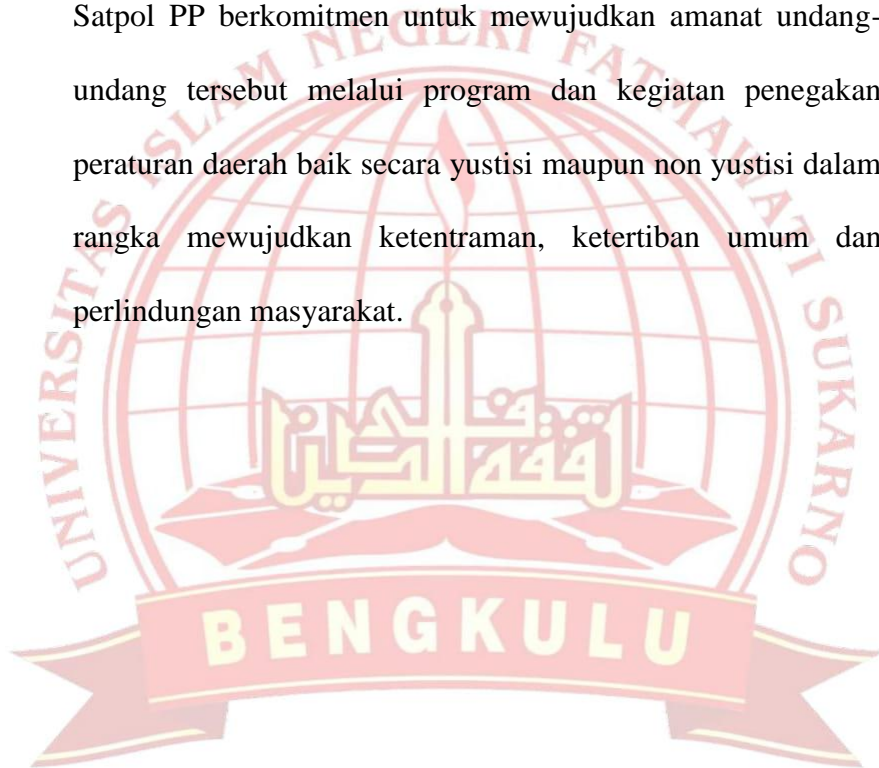 Satpol PP berkomitmen untuk mewujudkan amanat undang-
undang tersebut melalui program dan kegiatan penegakan
peraturan daerah baik secara yustisi maupun non yustisi dalam
rangka mewujudkan ketentraman, ketertiban umum dan
perlindungan masyarakat.
UNIVERSITAS ISLAM NEGERI FATMAWATI SUKARNO
BENGKULU